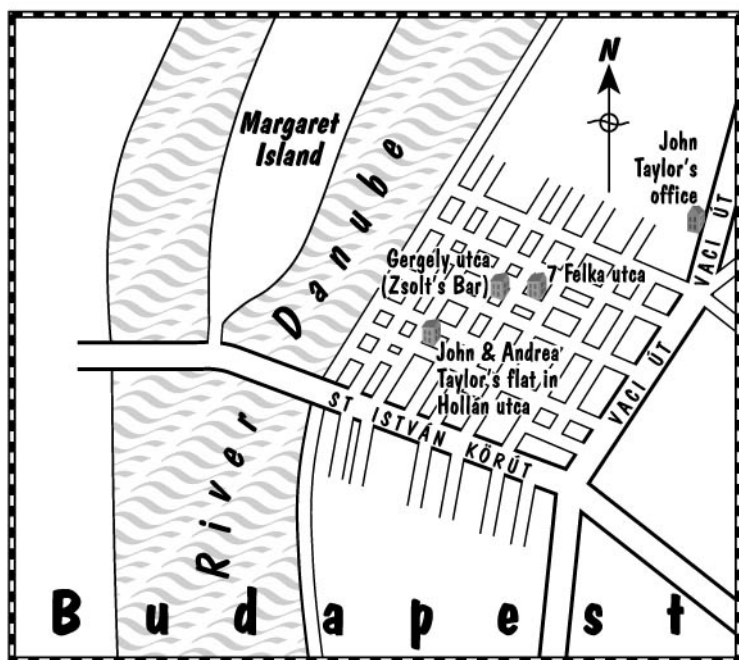 N
Margaret
Island
John
Taylor's
office
VACI ÚT
Danube
Gergely utca
(Zsolt's Bar)
7 Felka utca
John & Andrea
Taylor's flat in
Hollán utca
VACI ÚT
ST ISTVÁN KÖRÚT
River
Budapest